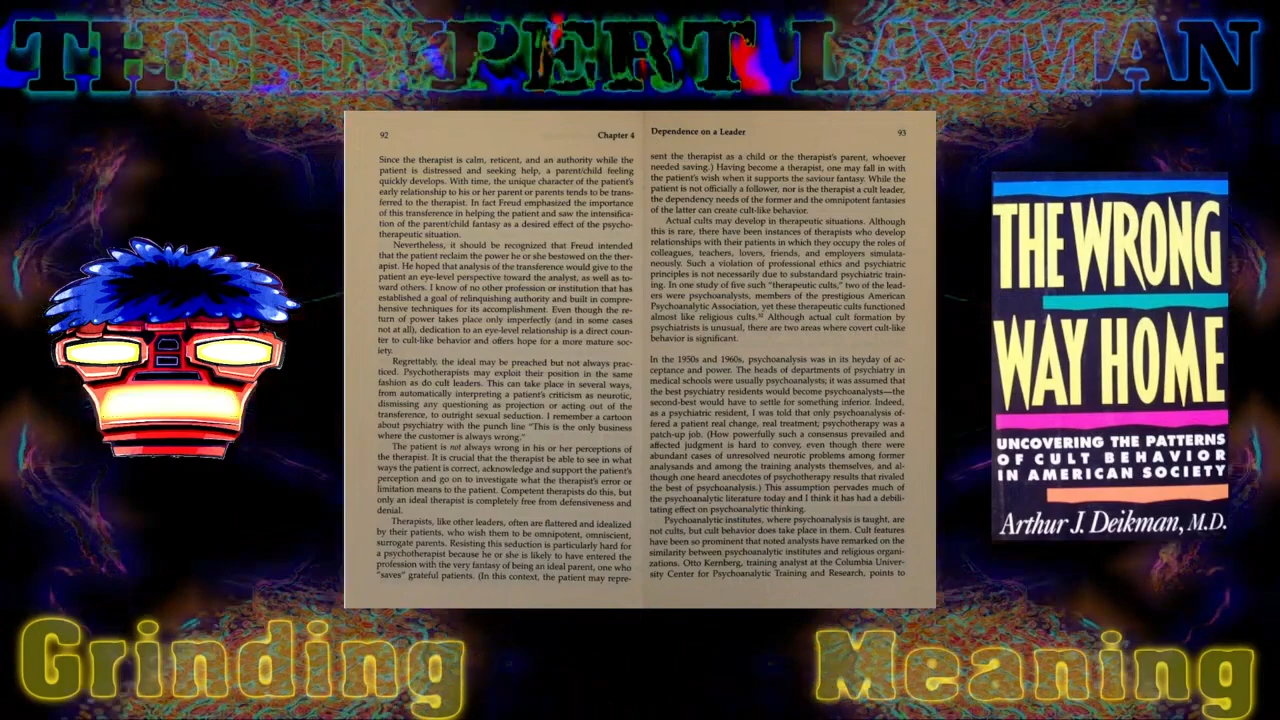 THE EXPERT LAYMAN
92 Chapter 4
Since the therapist is calm, reticent, and an authority while the
patient is distressed and seeking help, a parent/child feeling
quickly develops. With time, the unique character of the patient's
early relationship to his or her parent or parents tends to be trans-
ferred to the therapist. In fact Freud emphasized the importance
of this transference in helping the patient and saw the intensifica-
tion of the parent/child fantasy as a desired effect of the psycho-
therapeutic situation.
Nevertheless, it should be recognized that Freud intended
that the patient reclaim the power he or she bestowed on the ther-
apist. He hoped that analysis of the transference would give to the
patient an eye-level perspective toward the analyst, as well as to-
ward others. I know of no other profession or institution that has
established a goal of relinquishing authority and built in compre-
hensive techniques for its accomplishment. Even though the re-
turn of power takes place only imperfectly (and in some cases
not at all), dedication to an eye-level relationship is a direct coun-
ter to cult-like behavior and offers hope for a more mature soc-
iety.
Regrettably, the ideal may be preached but not always prac-
ticed. Psychotherapists may exploit their position in the same
fashion as do cult leaders. This can take place in several ways,
from automatically interpreting a patient's criticism as neurotic,
dismissing any questioning as projection or acting out of the
transference, to outright sexual seduction. I remember a cartoon
about psychiatry with the punch line "This is the only business
where the customer is always wrong."
The patient is not always wrong in his or her perceptions of
the therapist. It is crucial that the therapist be able to see in what
ways the patient is correct, acknowledge and support the patient's
perception and go on to investigate what the therapist's error or
limitation means to the patient. Competent therapists do this, but
only an ideal therapist is completely free from defensiveness and
denial.
Therapists, like other leaders, often are flattered and idealized
by their patients, who wish them to be omnipotent, omniscient,
surrogate parents. Resisting this seduction is particularly hard for
a psychotherapist because he or she is likely to have entered the
profession with the very fantasy of being an ideal parent, one who
"saves" grateful patients. (In this context, the patient may repre-
Dependence on a Leader 93
sent the therapist as a child or the therapist's parent, whoever
needed saving.) Having become a therapist, one may fall in with
the patient's wish when it supports the saviour fantasy. While the
patient is not officially a follower, nor is the therapist a cult leader,
the dependency needs of the former and the omnipotent fantasies
of the latter can create cult-like behavior.
Actual cults may develop in therapeutic situations. Although
this is rare, there have been instances of therapists who develop
relationships with their patients in which they occupy the roles of
colleagues, teachers, lovers, friends, and employers simulata-
neously. Such a violation of professional ethics and psychiatric
principles is not necessarily due to substandard psychiatric train-
ing. In one study of five such "therapeutic cults," two of the lead-
ers were psychoanalysts, members of the prestigious American
Psychoanalytic Association, yet these therapeutic cults functioned
almost like religious cults. Although actual cult formation by
psychiatrists is unusual, there are two areas where covert cult-like
behavior is significant.
In the 1950s and 1960s, psychoanalysis was in its heyday of ac-
ceptance and power. The heads of departments of psychiatry in
medical schools were usually psychoanalysts; it was assumed that
the best psychiatry residents would become psychoanalysts—the
second-best would have to settle for something inferior. Indeed,
as a psychiatric resident, I was told that only psychoanalysis of-
fered a patient real change, real treatment; psychotherapy was a
patch-up job. (How powerfully such a consensus prevailed and
affected judgment is hard to convey, even though there were
abundant cases of unresolved neurotic problems among former
analysands and among the training analysts themselves, and al-
though one heard anecdotes of psychotherapy results that rivaled
the best of psychoanalysis.) This assumption pervades much of
the psychoanalytic literature today and I think it has had a debili-
tating effect on psychoanalytic thinking.
Psychoanalytic institutes, where psychoanalysis is taught, are
not cults, but cult behavior does take place in them. Cult features
have been so prominent that noted analysts have remarked on the
similarity between psychoanalytic institutes and religious organi-
zations. Otto Kernberg, training analyst at the Columbia Univer-
sity Center for Psychoanalytic Training and Research, points to
THE WRONG
WAY HOME
UNCOVERING THE PATTERNS
OF CULT BEHAVIOR
IN AMERICAN SOCIETY
Arthur J. Deikman, M.D.
Grinding Meaning